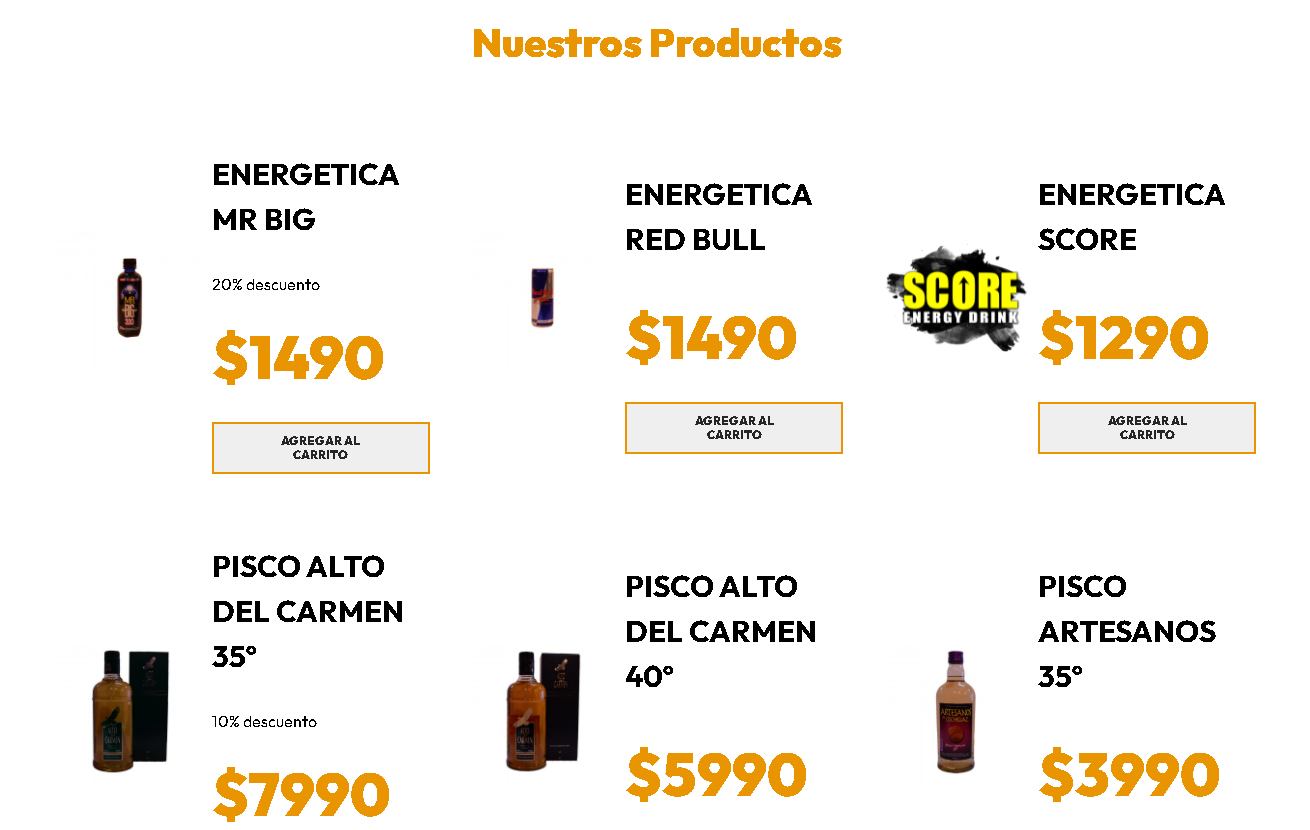 Nuestros Productos
ENERGETICA
MR BIG
20% descuento
$1490
AGREGAR AL
CARRITO
ENERGETICA
RED BULL
$1490
AGREGAR AL
CARRITO
SCORE
ENERGY DRINK
ENERGETICA
SCORE
$1290
AGREGAR AL
CARRITO
PISCO ALTO
DEL CARMEN
35°
10% descuento
$7990
PISCO ALTO
DEL CARMEN
40°
$5990
ARTESANOS
PISCO
ARTESANOS
35°
$3990